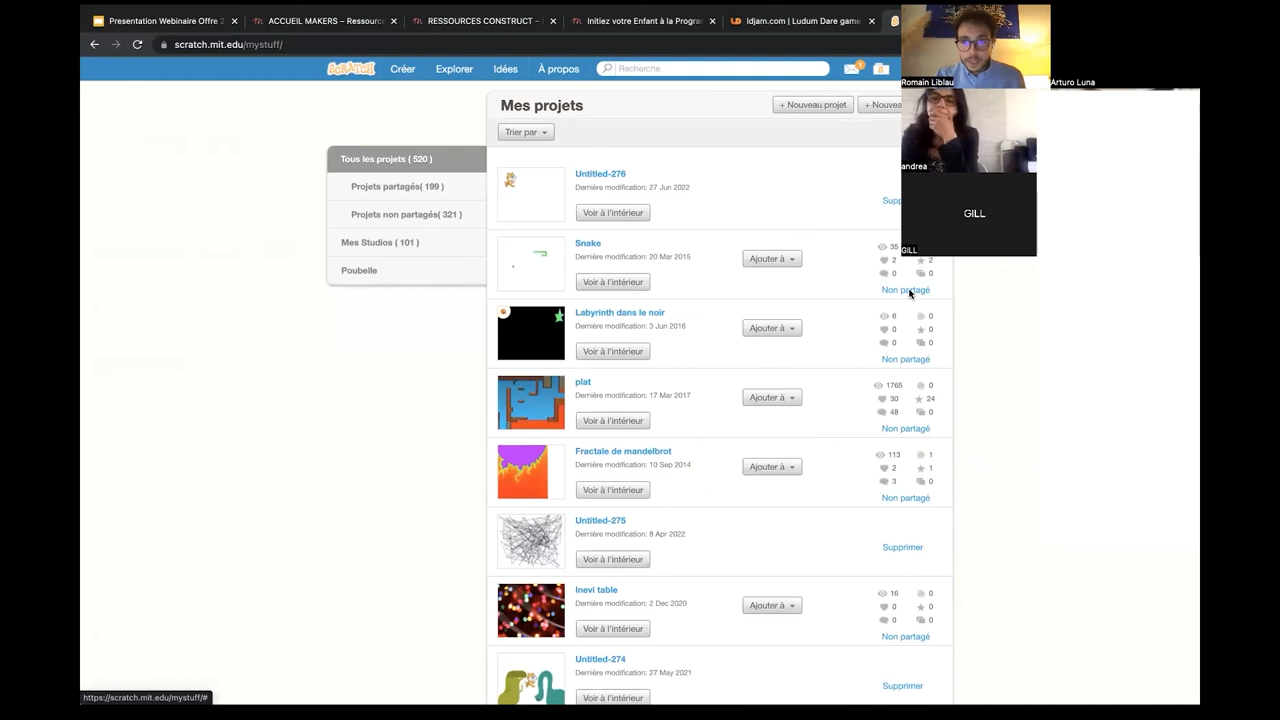 Presentation Webinaire Offre 2
ACCUEIL MAKERS – Ressourc
RESSOURCES CONSTRUCT –
Initiez votre Enfant à la Progra
ldjam.com | Ludum Dare game
scratch.mit.edu/mystuff/
SCRATCH
Créer
Explorer
Idées
À propos
Recherche
1
Romain Liblau
Arturo Luna
andrea
GILL
GILL
Mes projets
+ Nouveau projet
+ Nouvea
Trier par
Tous les projets ( 520 )
Projets partagés( 199 )
Projets non partagés( 321 )
Mes Studios ( 101 )
Poubelle
Untitled-276
Dernière modification: 27 Jun 2022
Voir à l'intérieur
Supp
Snake
Dernière modification: 20 Mar 2015
Voir à l'intérieur
Ajouter à
35
2 2
0 0
Non partagé
Labyrinth dans le noir
Dernière modification: 3 Jun 2016
Voir à l'intérieur
Ajouter à
6 0
0 0
0 0
Non partagé
plat
Dernière modification: 17 Mar 2017
Voir à l'intérieur
Ajouter à
1765 0
30 24
48 0
Non partagé
Fractale de mandelbrot
Dernière modification: 10 Sep 2014
Voir à l'intérieur
Ajouter à
113 1
2 1
3 0
Non partagé
Untitled-275
Dernière modification: 8 Apr 2022
Voir à l'intérieur
Supprimer
Inevi table
Dernière modification: 2 Dec 2020
Voir à l'intérieur
Ajouter à
16 0
0 0
0 0
Non partagé
Untitled-274
Dernière modification: 27 May 2021
Voir à l'intérieur
Supprimer
https://scratch.mit.edu/mystuff/#